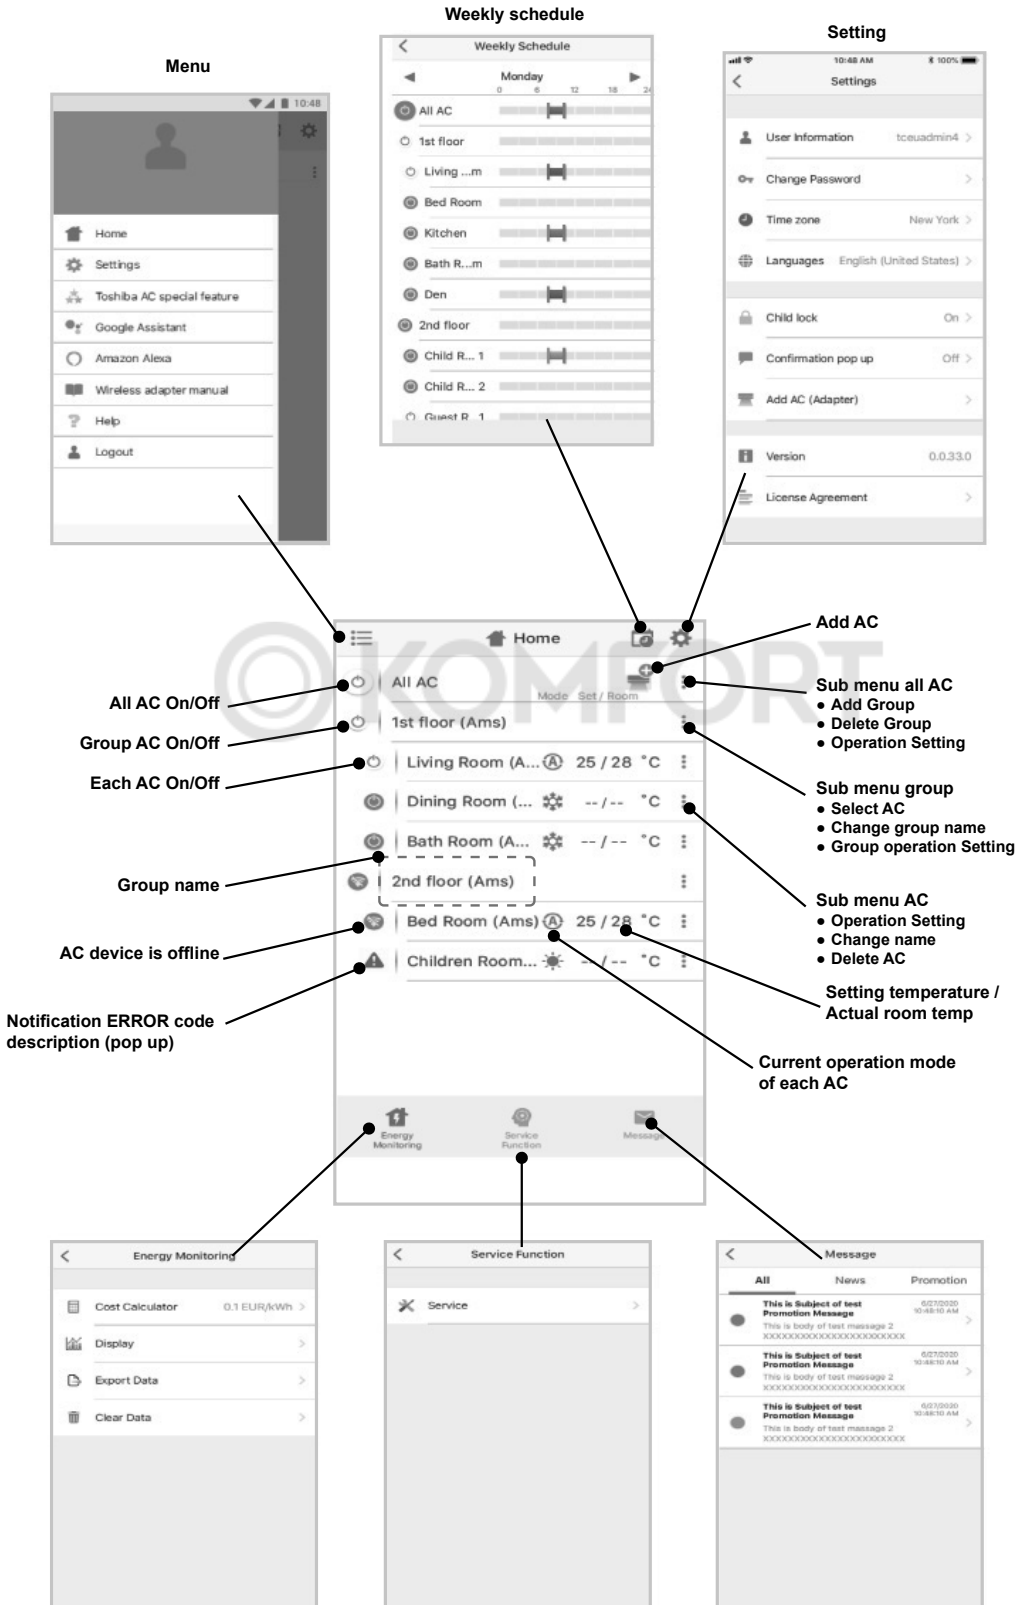 Weekly schedule
Weekly Schedule
Monday
0 6 12 18 24
All AC
1st floor
Living ...m
Bed Room
Kitchen
Bath R...m
Den
2nd floor
Child R... 1
Child R... 2
Guest R 1
Menu
10:48
Home
Settings
Toshiba AC special feature
Google Assistant
Amazon Alexa
Wireless adapter manual
Help
Logout
Setting
10:48 AM 100%
Settings
User Information tceuadmin4
Change Password
Time zone New York
Languages English (United States)
Child lock On
Confirmation pop up Off
Add AC (Adapter)
Version 0.0.33.0
License Agreement
KOMFORT
Home
All AC
Mode Set / Room
1st floor (Ams)
Living Room (A... A 25 / 28 °C
Dining Room (... -- / -- °C
Bath Room (A... -- / -- °C
2nd floor (Ams)
Bed Room (Ams) A 25 / 28 °C
Children Room... -- / -- °C
Energy
Monitoring
Service
Function
Message
All AC On/Off
Group AC On/Off
Each AC On/Off
Group name
AC device is offline
Notification ERROR code
description (pop up)
Add AC
Sub menu all AC
● Add Group
● Delete Group
● Operation Setting
Sub menu group
● Select AC
● Change group name
● Group operation Setting
Sub menu AC
● Operation Setting
● Change name
● Delete AC
Setting temperature /
Actual room temp
Current operation mode
of each AC
Energy Monitoring
Cost Calculator 0.1 EUR/kWh
Display
Export Data
Clear Data
Service Function
Service
Message
All News Promotion
This is Subject of test 6/27/2020
Promotion Message 10:48:10 AM
This is body of test massage 2
XXXXXXXXXXXXXXXXXXXXXXX
This is Subject of test 6/27/2020
Promotion Message 10:48:10 AM
This is body of test massage 2
XXXXXXXXXXXXXXXXXXXXXXX
This is Subject of test 6/27/2020
Promotion Message 10:48:10 AM
This is body of test massage 2
XXXXXXXXXXXXXXXXXXXXXXX